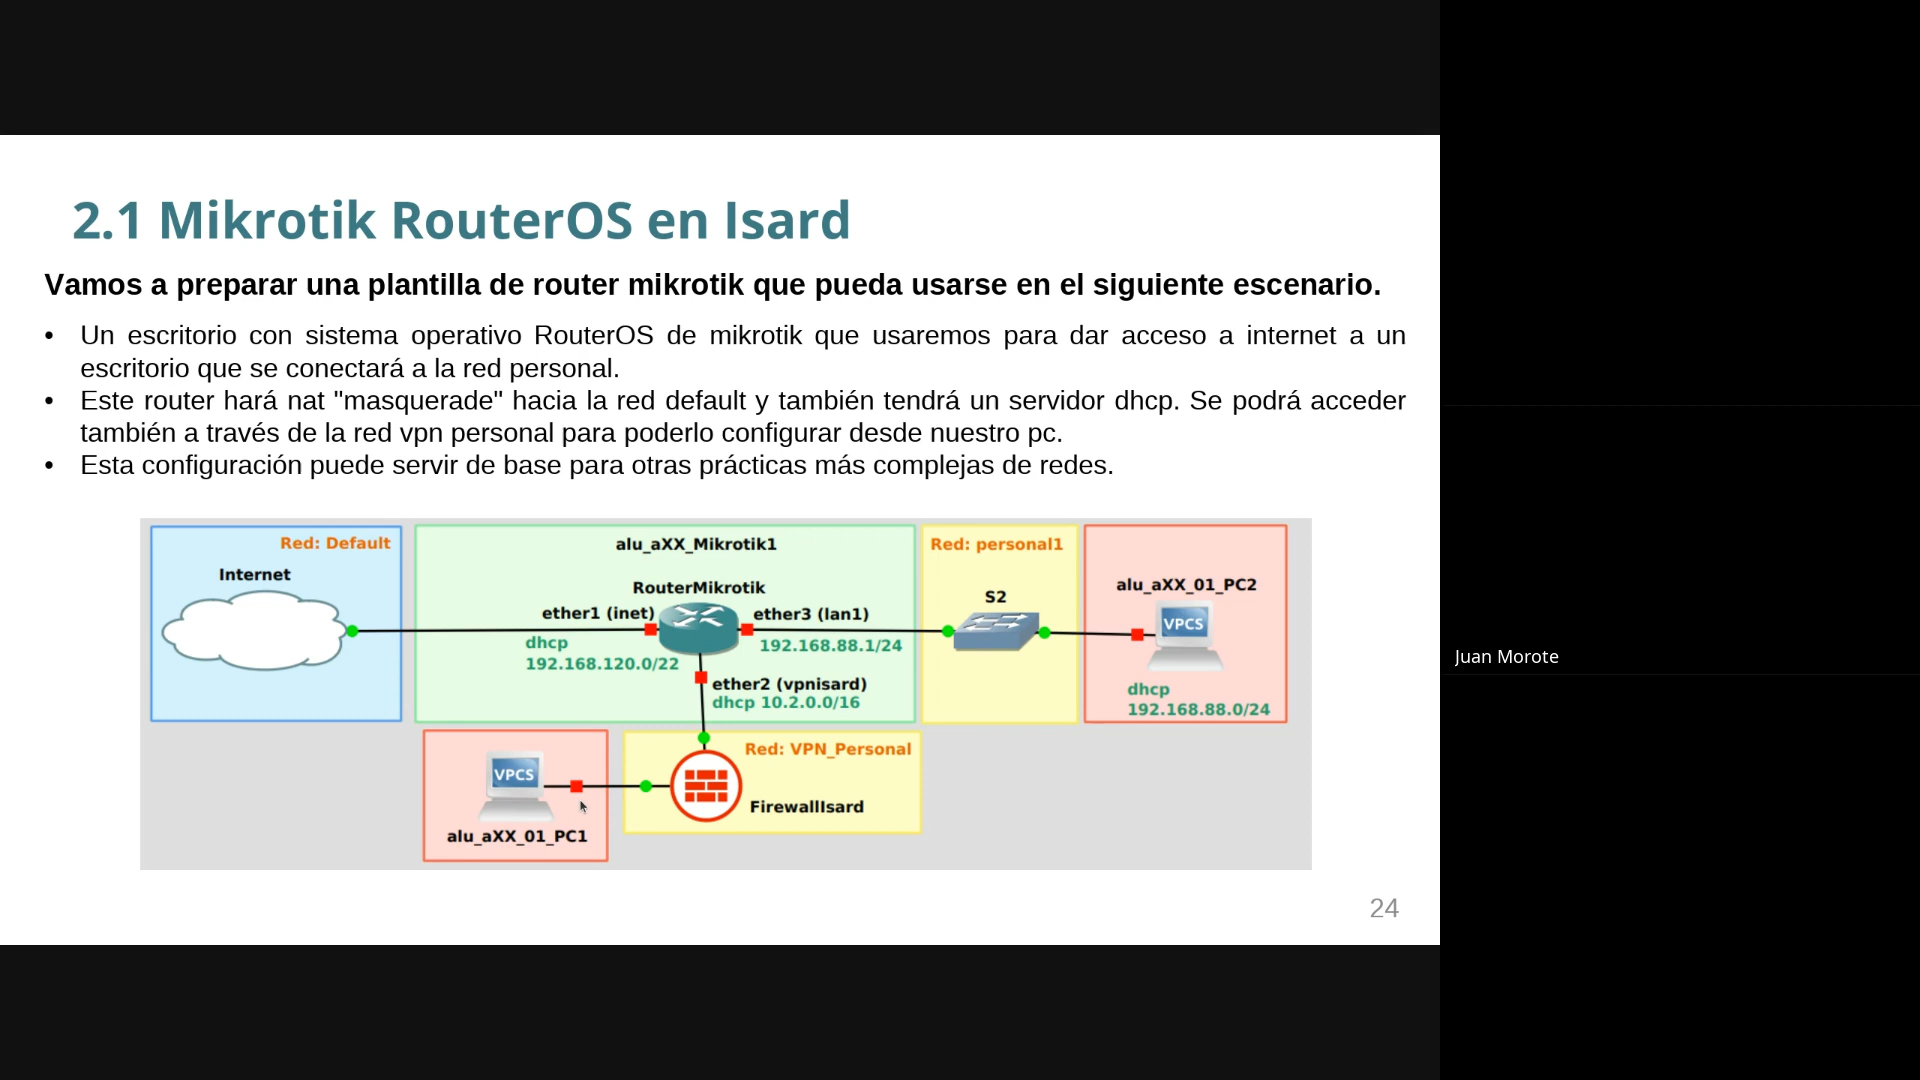 2.1 Mikrotik RouterOS en Isard
Vamos a preparar una plantilla de router mikrotik que pueda usarse en el siguiente escenario.
• Un escritorio con sistema operativo RouterOS de mikrotik que usaremos para dar acceso a internet a un
escritorio que se conectará a la red personal.
• Este router hará nat "masquerade" hacia la red default y también tendrá un servidor dhcp. Se podrá acceder
también a través de la red vpn personal para poderlo configurar desde nuestro pc.
• Esta configuración puede servir de base para otras prácticas más complejas de redes.
Red: Default
Internet
alu_aXX_Mikrotik1
RouterMikrotik
ether1 (inet)
dhcp
192.168.120.0/22
ether3 (lan1)
192.168.88.1/24
ether2 (vpnisard)
dhcp 10.2.0.0/16
Red: personal1
S2
alu_aXX_01_PC2
VPCS
dhcp
192.168.88.0/24
VPCS
alu_aXX_01_PC1
Red: VPN_Personal
FirewallIsard
24
Juan Morote